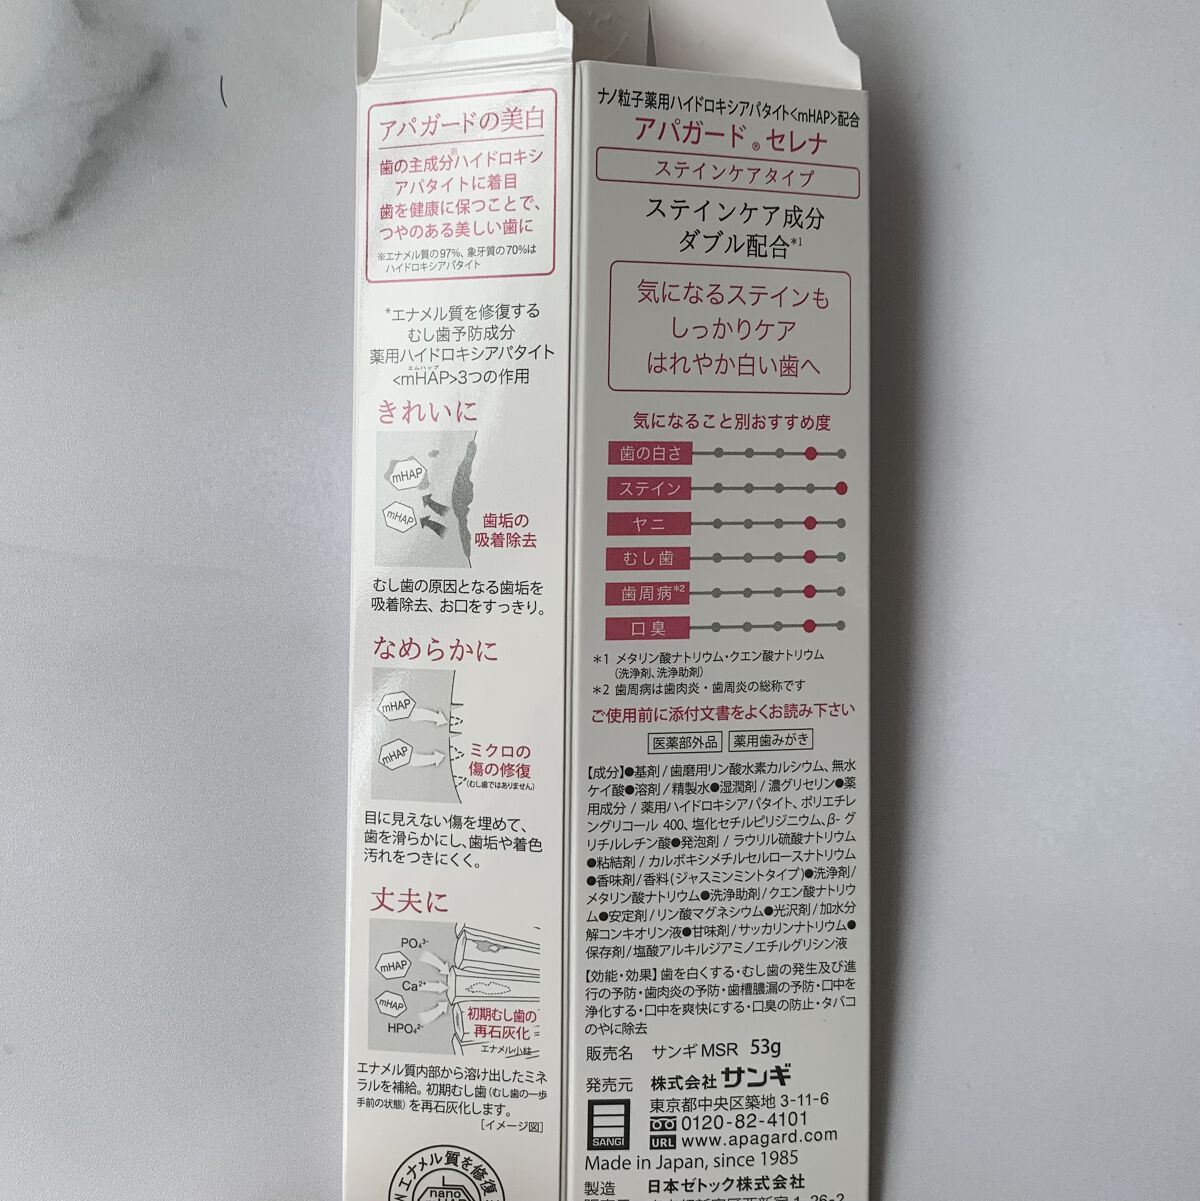 アパガードの美白
歯の主成分※ハイドロキシ
アパタイトに着目
歯を健康に保つことで、
つやのある美しい歯に
※エナメル質の97%、象牙質の70%は
ハイドロキシアパタイト
*エナメル質を修復する
むし歯予防成分
薬用ハイドロキシアパタイト
エムハップ
<mHAP>3つの作用
きれいに
mHAP
mHAP
歯垢の
吸着除去
むし歯の原因となる歯垢を
吸着除去、お口をすっきり。
なめらかに
mHAP
mHAP
ミクロの
傷の修復
(むし歯ではありません)
目に見えない傷を埋めて、
歯を滑らかにし、歯垢や着色
汚れをつきにくく。
丈夫に
PO₄³⁻
mHAP
Ca²⁺
mHAP
HPO₄²⁻
初期むし歯の
再石灰化
エナメル小柱
エナメル質内部から溶け出したミネ
ラルを補給。初期むし歯(むし歯の一歩
手前の状態)を再石灰化します。
[イメージ図]
エナメル質を修復
nano
ナノ粒子薬用ハイドロキシアパタイト<mHAP>配合
アパガード®セレナ
ステインケアタイプ
ステインケア成分
ダブル配合*1
気になるステインも
しっかりケア
はれやか白い歯へ
気になること別おすすめ度
歯の白さ
ステイン
ヤニ
むし歯
歯周病*2
口臭
*1 メタリン酸ナトリウム・クエン酸ナトリウム
(洗浄剤、洗浄助剤)
*2 歯周病は歯肉炎・歯周炎の総称です
ご使用前に添付文書をよくお読み下さい
医薬部外品 薬用歯みがき
【成分】●基剤/歯磨用リン酸水素カルシウム、無水
ケイ酸●溶剤/精製水●湿潤剤/濃グリセリン●薬
用成分/薬用ハイドロキシアパタイト、ポリエチレ
ングリコール 400、塩化セチルピリジニウム、β-グ
リチルレチン酸●発泡剤/ラウリル硫酸ナトリウム
●粘結剤/カルボキシメチルセルロースナトリウム
●香味剤/香料(ジャスミンミントタイプ)●洗浄剤/
メタリン酸ナトリウム●洗浄助剤/クエン酸ナトリウ
ム●安定剤/リン酸マグネシウム●光沢剤/加水分
解コンキオリン液●甘味剤/サッカリンナトリウム●
保存剤/塩酸アルキルジアミノエチルグリシン液
【効能・効果】歯を白くする・むし歯の発生及び進
行の予防・歯肉炎の予防・歯槽膿漏の予防・口中を
浄化する・口中を爽快にする・口臭の防止・タバコ
のやに除去
販売名 サンギMSR 53g
発売元 株式会社サンギ
東京都中央区築地 3-11-6
0120-82-4101
SANGI
URL www.apagard.com
Made in Japan, since 1985
製造 日本ゼトック株式会社